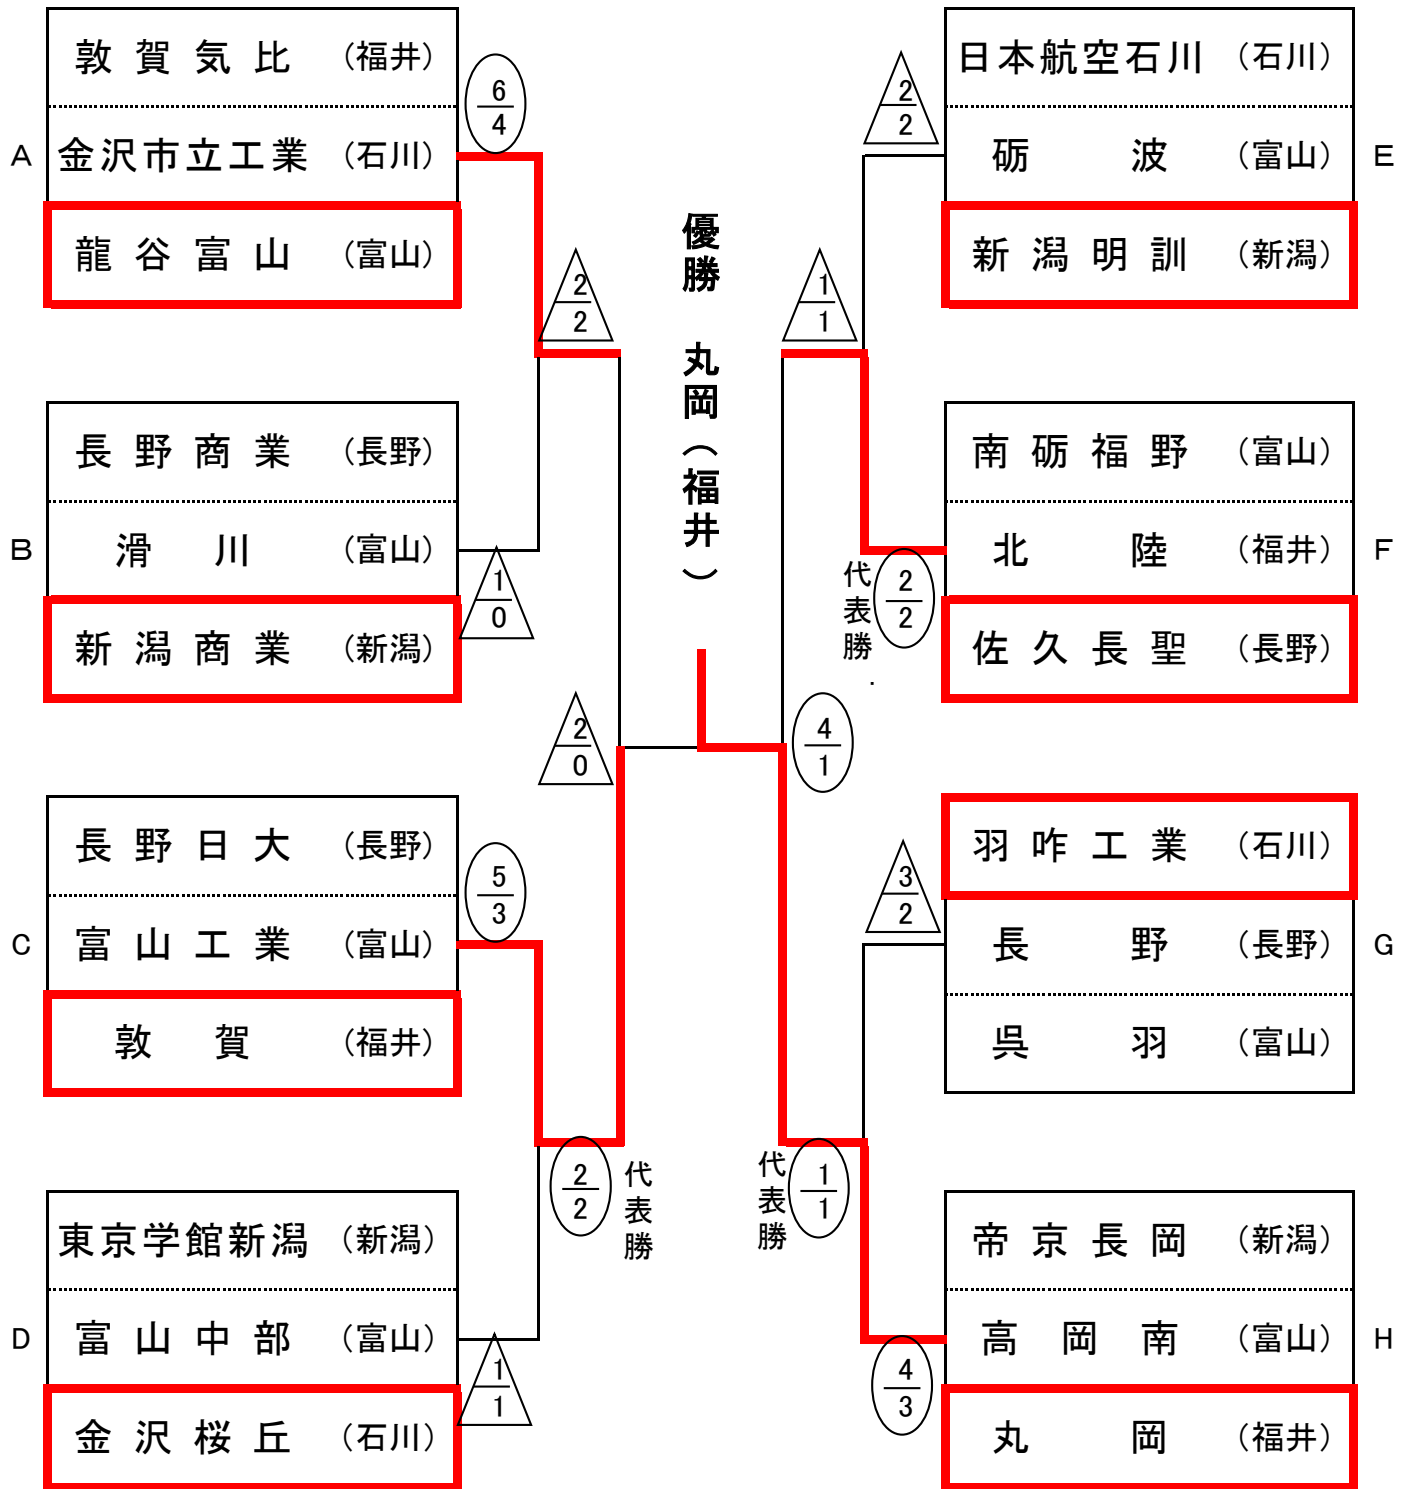 A
敦賀気比 （福井）
金沢市立工業 （石川）
龍谷富山 （富山）
6
4
B
長野商業 （長野）
滑川 （富山）
新潟商業 （新潟）
1
0
2
2
C
長野日大 （長野）
富山工業 （富山）
敦賀 （福井）
5
3
D
東京学館新潟 （新潟）
富山中部 （富山）
金沢桜丘 （石川）
1
1
2
2
代表勝
2
0
優勝 丸岡（福井）
4
1
E
日本航空石川 （石川）
砺波 （富山）
新潟明訓 （新潟）
2
2
1
1
F
南砺福野 （富山）
北陸 （福井）
佐久長聖 （長野）
2
2
代表勝.
G
羽咋工業 （石川）
長野 （長野）
呉羽 （富山）
3
2
H
帝京長岡 （新潟）
高岡南 （富山）
丸岡 （福井）
4
3
1
1
代表勝